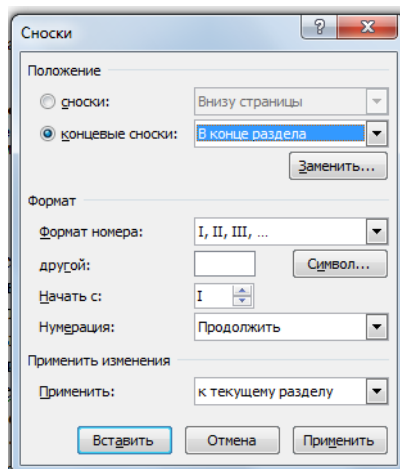 Сноски
Положение
сноски: Внизу страницы
концевые сноски: В конце раздела
Заменить...
Формат
Формат номера: I, II, III, ...
другой: Символ...
Начать с: I
Нумерация: Продолжить
Применить изменения
Применить: к текущему разделу
Вставить Отмена Применить